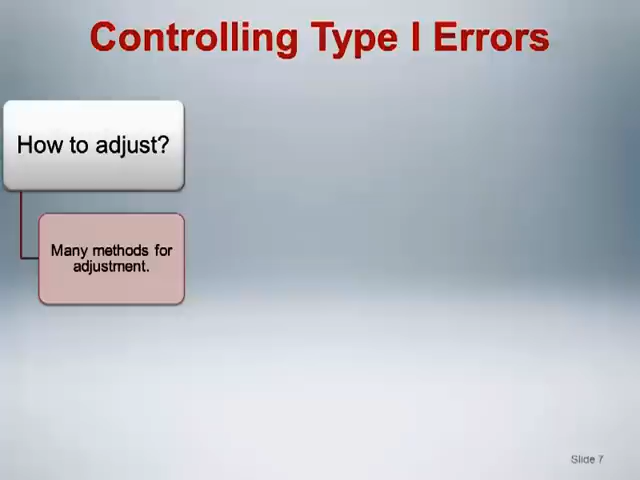 Controlling Type I Errors
How to adjust?
Many methods for
adjustment.
Slide 7